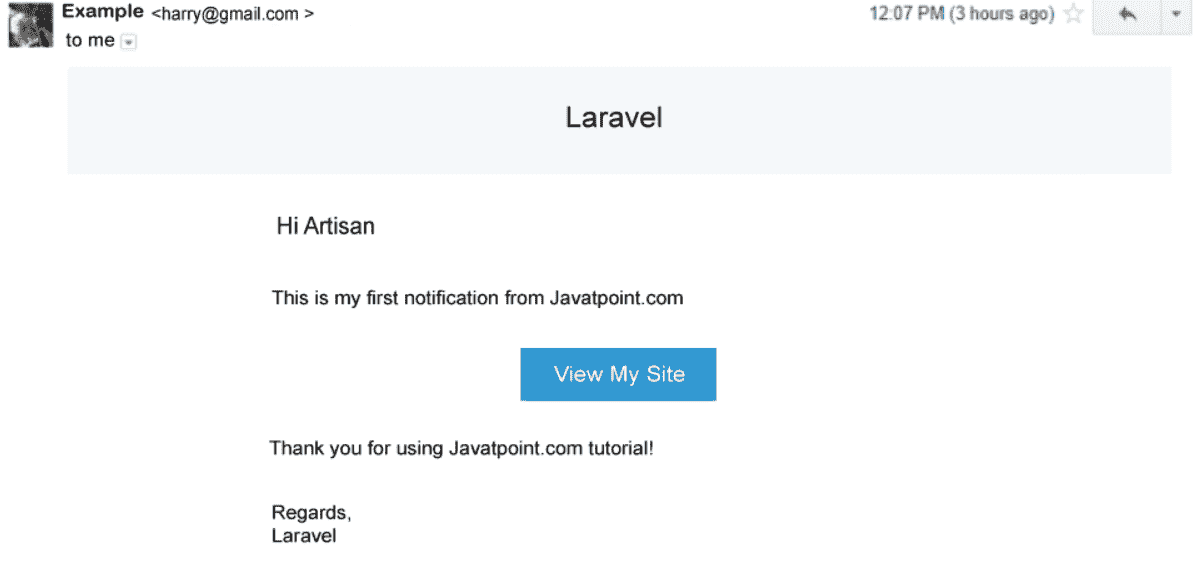 Example <harry@gmail.com >
12:07 PM (3 hours ago)
to me
Laravel
Hi Artisan
This is my first notification from Javatpoint.com
View My Site
Thank you for using Javatpoint.com tutorial!
Regards,
Laravel